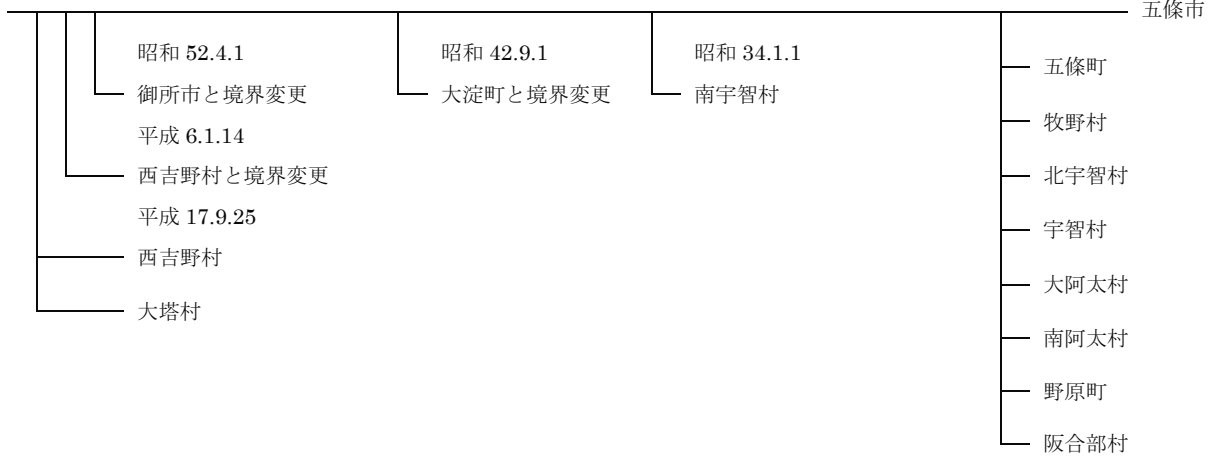 五條市
昭和 52.4.1
御所市と境界変更
平成 6.1.14
西吉野村と境界変更
平成 17.9.25
西吉野村
大塔村
昭和 42.9.1
大淀町と境界変更
昭和 34.1.1
南宇智村
五條町
牧野村
北宇智村
宇智村
大阿太村
南阿太村
野原町
阪合部村